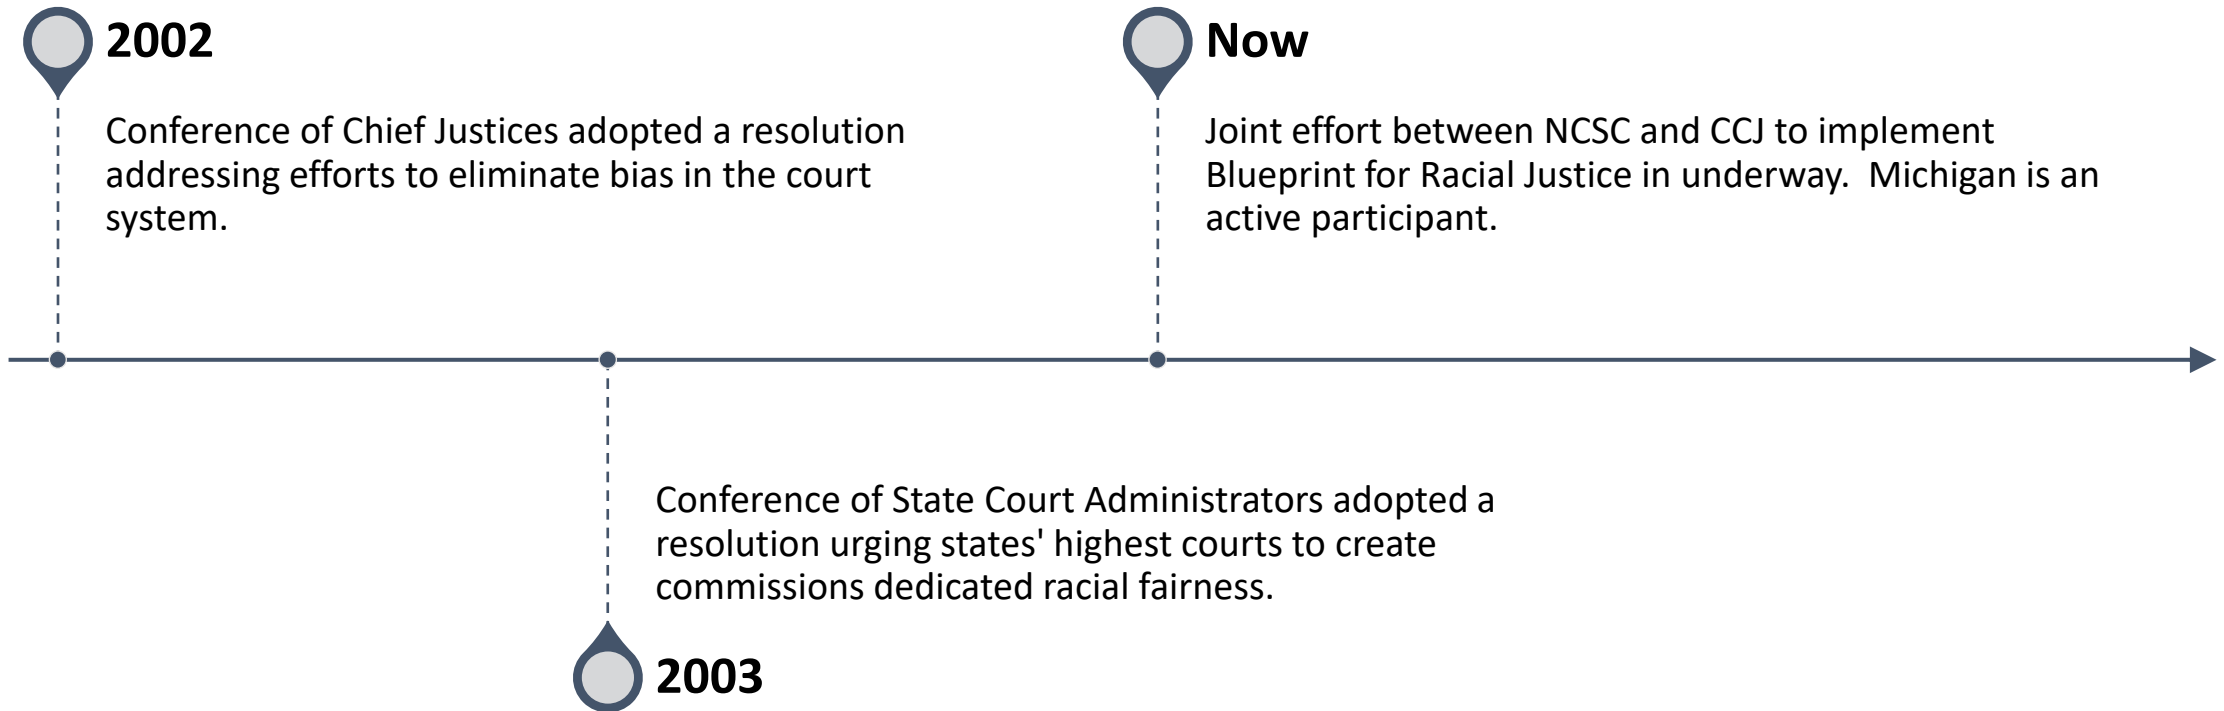 2002
Conference of Chief Justices adopted a resolution
addressing efforts to eliminate bias in the court
system.
Now
Joint effort between NCSC and CCJ to implement
Blueprint for Racial Justice in underway.  Michigan is an
active participant.
Conference of State Court Administrators adopted a
resolution urging states' highest courts to create
commissions dedicated racial fairness.
2003